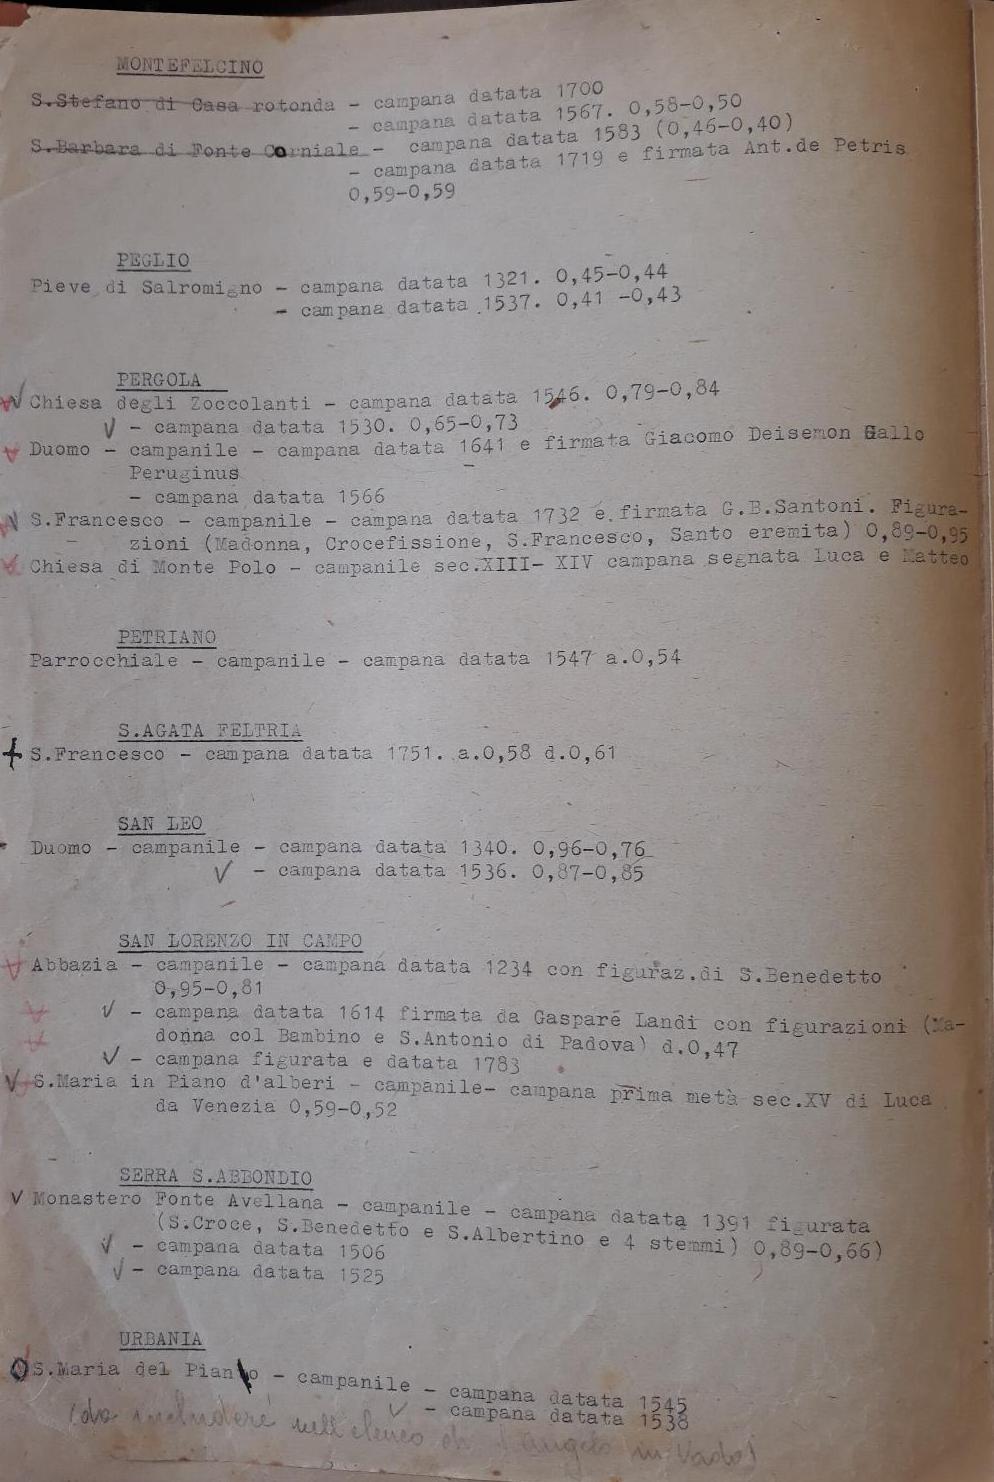 MONTEFELCINO
S.Stefano di Casa rotonda - campana datata 1700
- campana datata 1567. 0,58-0,50
S.Barbara di Fonte Corniale - campana datata 1583 (0,46-0,40)
- campana datata 1719 e firmata Ant.de Petris
0,59-0,59
PEGLIO
Pieve di Salromigno - campana datata 1321. 0,45-0,44
- campana datata 1537. 0,41 -0,43
PERGOLA
Chiesa degli Zoccolanti - campana datata 1546. 0,79-0,84
- campana datata 1530. 0,65-0,73
Duomo - campanile - campana datata 1641 e firmata Giacomo Deisemon Gallo
Peruginus
- campana datata 1566
S.Francesco - campanile - campana datata 1732 e firmata G.B.Santoni. Figura-
zioni (Madonna, Crocefissione, S.Francesco, Santo eremita) 0,89-0,95
Chiesa di Monte Polo - campanile sec.XIII- XIV campana segnata Luca e Matteo
PETRIANO
Parrocchiale - campanile - campana datata 1547 a.0,54
S.AGATA FELTRIA
S.Francesco - campana datata 1751. a.0,58 d.0,61
SAN LEO
Duomo - campanile - campana datata 1340. 0,96-0,76
- campana datata 1536. 0,87-0,85
SAN LORENZO IN CAMPO
Abbazia - campanile - campana datata 1234 con figuraz.di S.Benedetto
0,95-0,81
- campana datata 1614 firmata da Gaspare Landi con figurazioni (Ma-
donna col Bambino e S.Antonio di Padova) d.0,47
- campana figurata e datata 1783
S.Maria in Piano d'alberi - campanile- campana prima metà sec.XV di Luca
da Venezia 0,59-0,52
SERRA S.ABBONDIO
Monastero Fonte Avellana - campanile - campana datata 1391 figurata
(S.Croce, S.Benedetto e S.Albertino e 4 stemmi) 0,89-0,66)
- campana datata 1506
- campana datata 1525
URBANIA
S.Maria del Piano - campanile - campana datata 1545
- campana datata 1538
(da includere nell'elenco di S. Angelo in Vado)